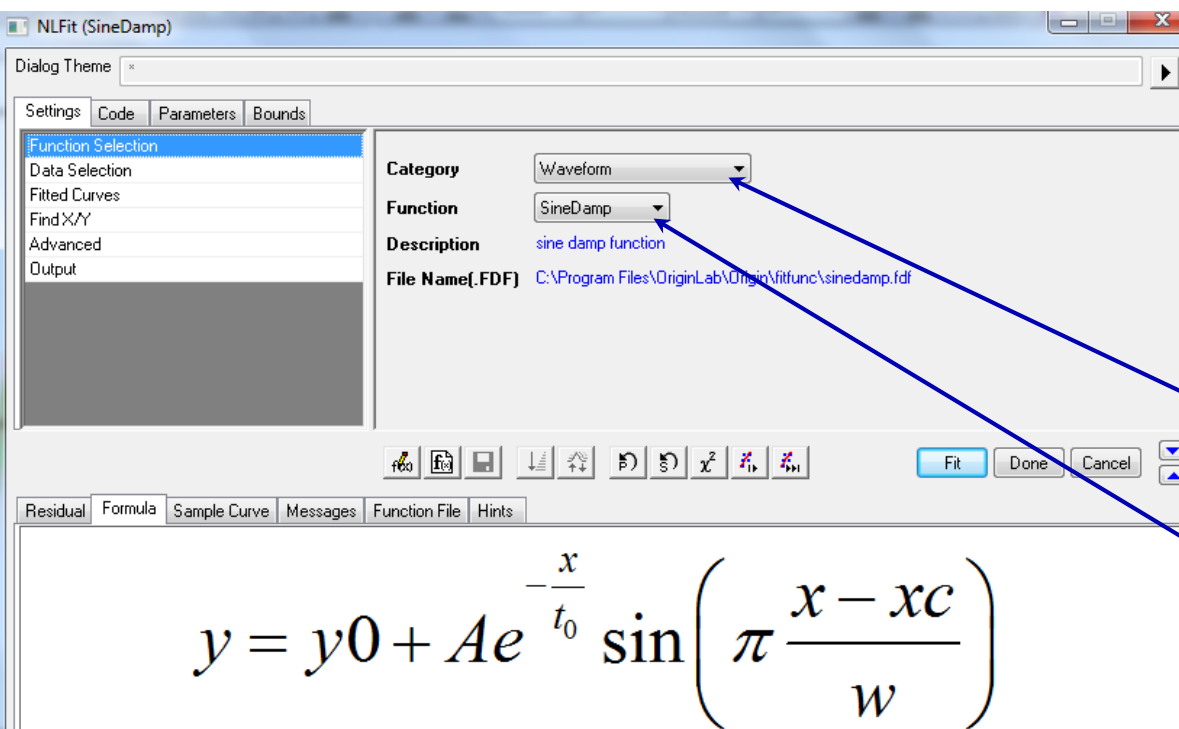 NLFit (SineDamp)
Dialog Theme *
Settings Code Parameters Bounds
Function Selection
Data Selection
Fitted Curves
Find X/Y
Advanced
Output
Category Waveform
Function SineDamp
Description sine damp function
File Name(.FDF) C:\Program Files\OriginLab\Origin\fitfunc\sinedamp.fdf
Fit Done Cancel
Residual Formula Sample Curve Messages Function File Hints
y = y0 + Ae^{-x/t₀} sin(π (x − xc)/w)